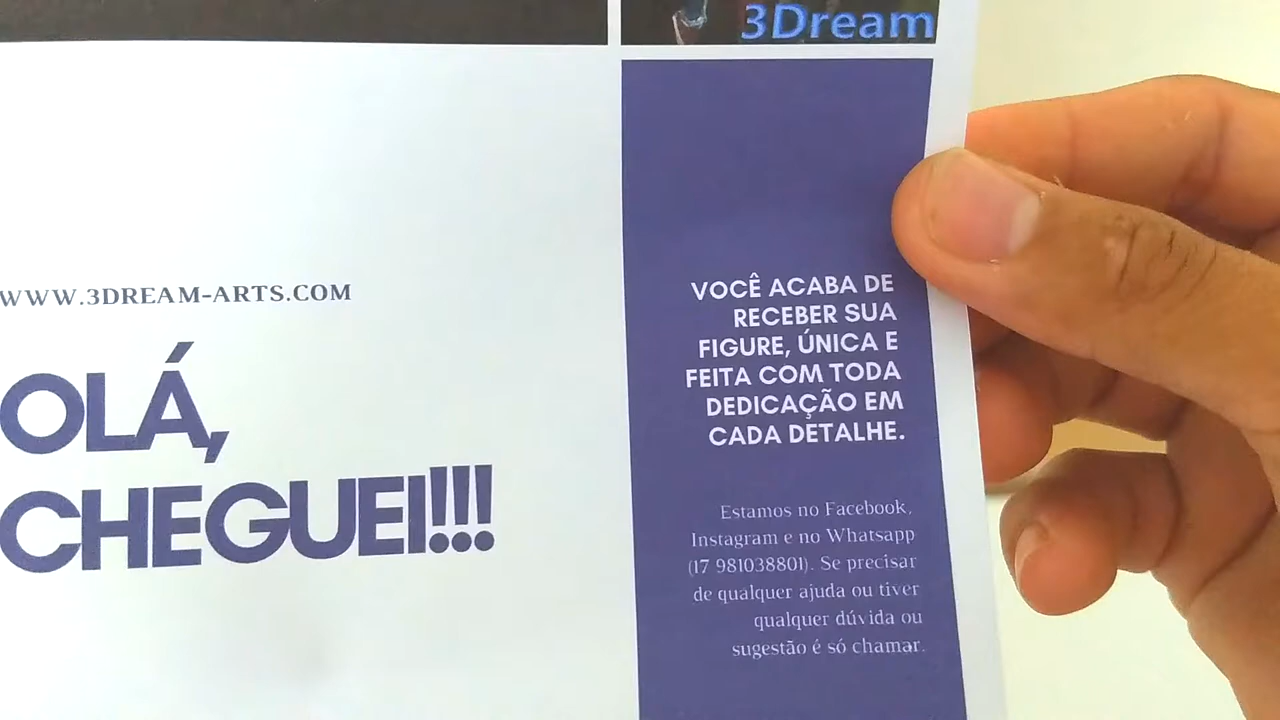 3Dream
WWW.3DREAM-ARTS.COM
OLÁ,
CHEGUEI!!!
VOCÊ ACABA DE
RECEBER SUA
FIGURE, ÚNICA E
FEITA COM TODA
DEDICAÇÃO EM
CADA DETALHE.
Estamos no Facebook,
Instagram e no Whatsapp
(17 981038801). Se precisar
de qualquer ajuda ou tiver
qualquer dúvida ou
sugestão é só chamar.